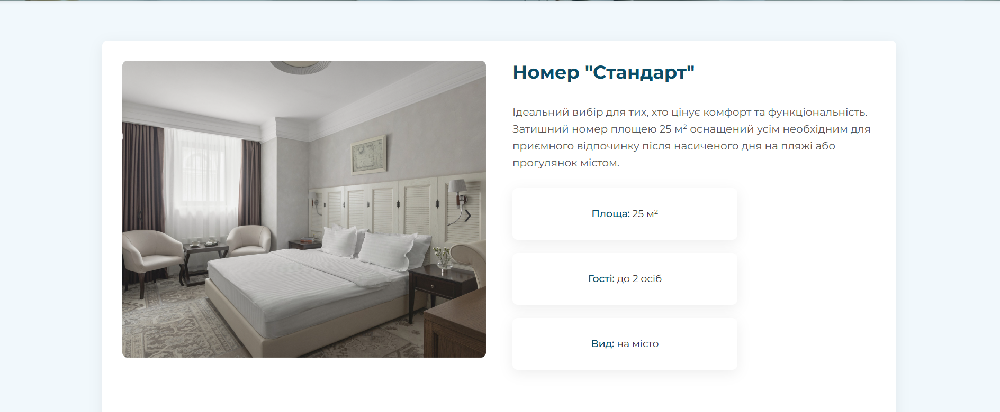 Номер "Стандарт"
Ідеальний вибір для тих, хто цінує комфорт та функціональність.
Затишний номер площею 25 м² оснащений усім необхідним для
приємного відпочинку після насиченого дня на пляжі або
прогулянок містом.
Площа: 25 м²
Гості: до 2 осіб
Вид: на місто